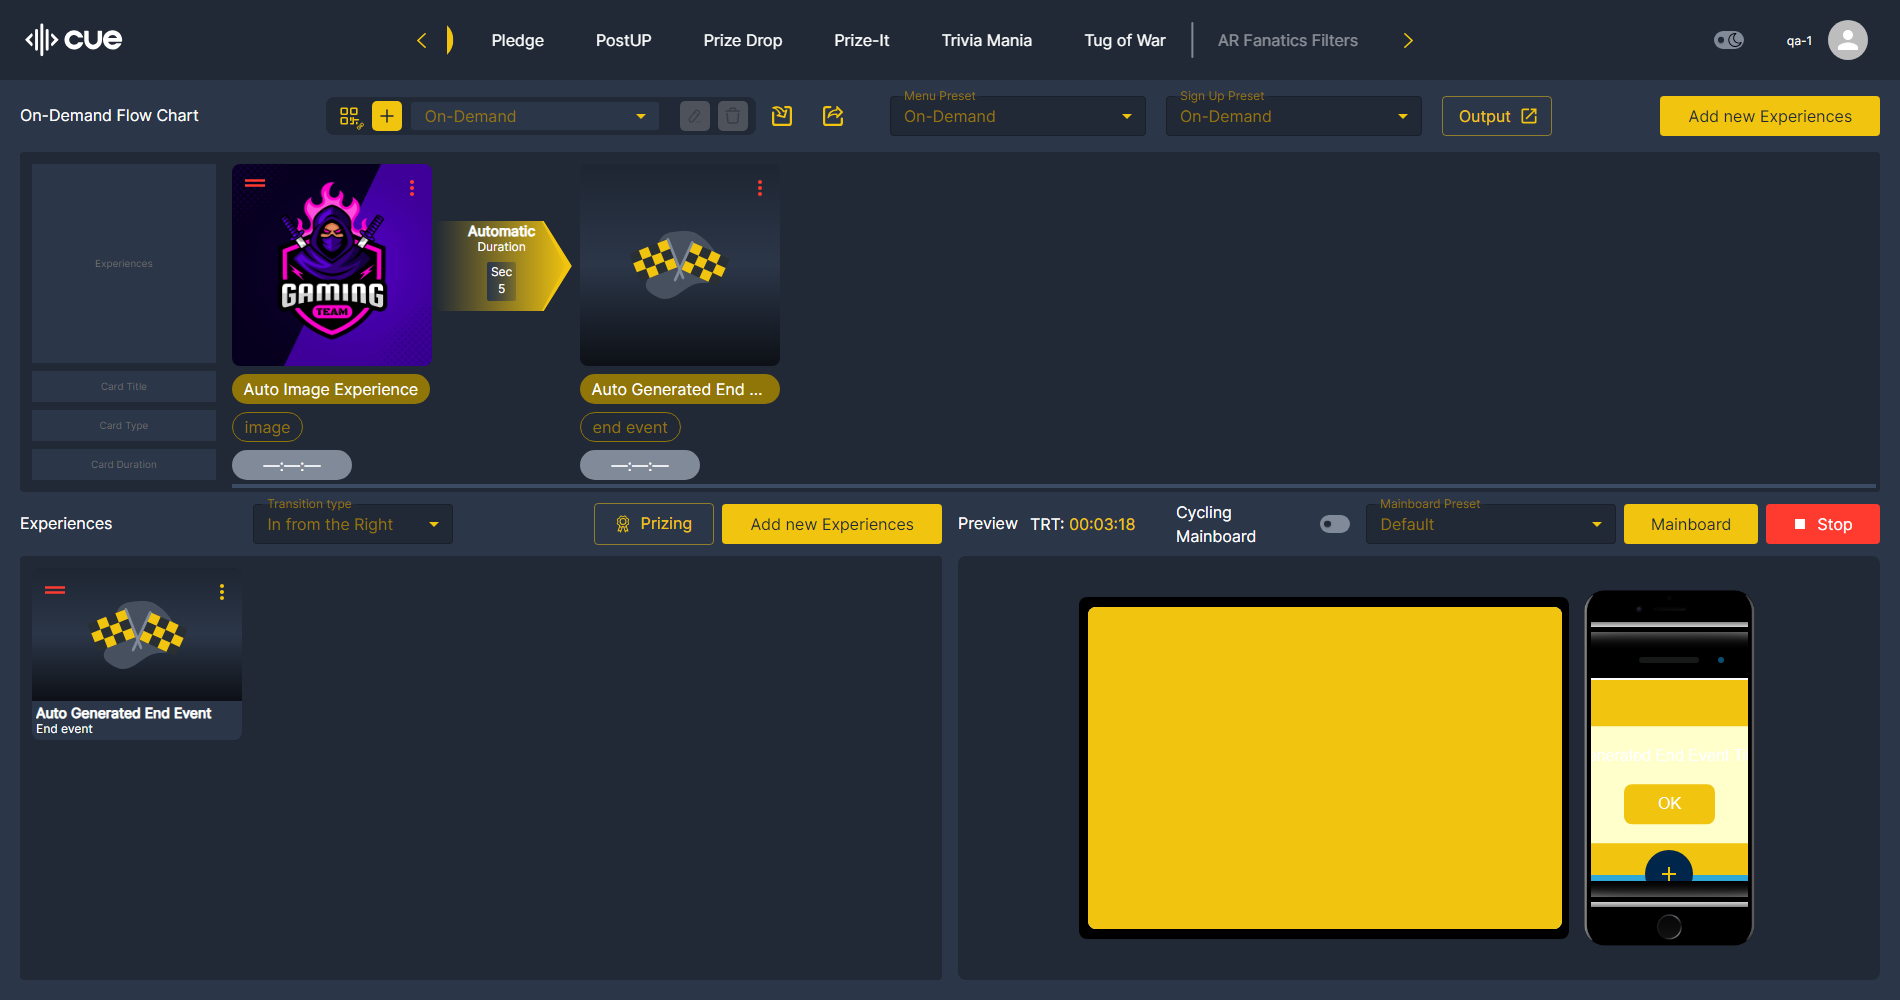 cue
Pledge
PostUP
Prize Drop
Prize-It
Trivia Mania
Tug of War
AR Fanatics Filters
qa-1
On-Demand Flow Chart
On-Demand
Menu Preset
On-Demand
Sign Up Preset
On-Demand
Output
Add new Experiences
Experiences
GAMING
TEAM
Automatic
Duration
Sec
5
Card Title
Auto Image Experience
Auto Generated End ...
Card Type
image
end event
Card Duration
—:—:—
—:—:—
Experiences
Transition type
In from the Right
Prizing
Add new Experiences
Preview
TRT: 00:03:18
Cycling
Mainboard
Mainboard Preset
Default
Mainboard
Stop
Auto Generated End Event
End event
nerated End Event
OK